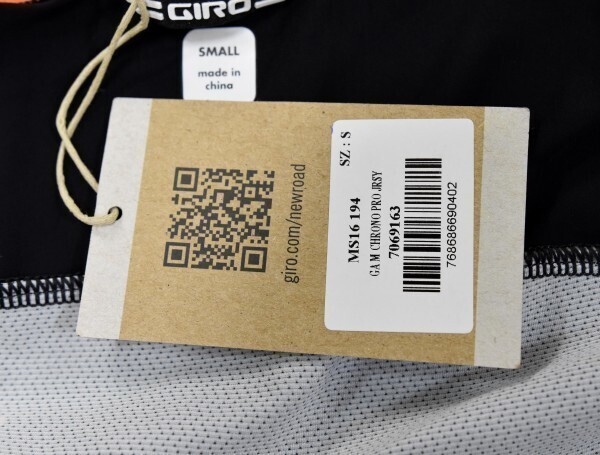 GIRO
SMALL
made in
china
giro.com/newroad
SZ : S
MS16 194
GA M CHRONO PRO JRSY
7069163
768686690402